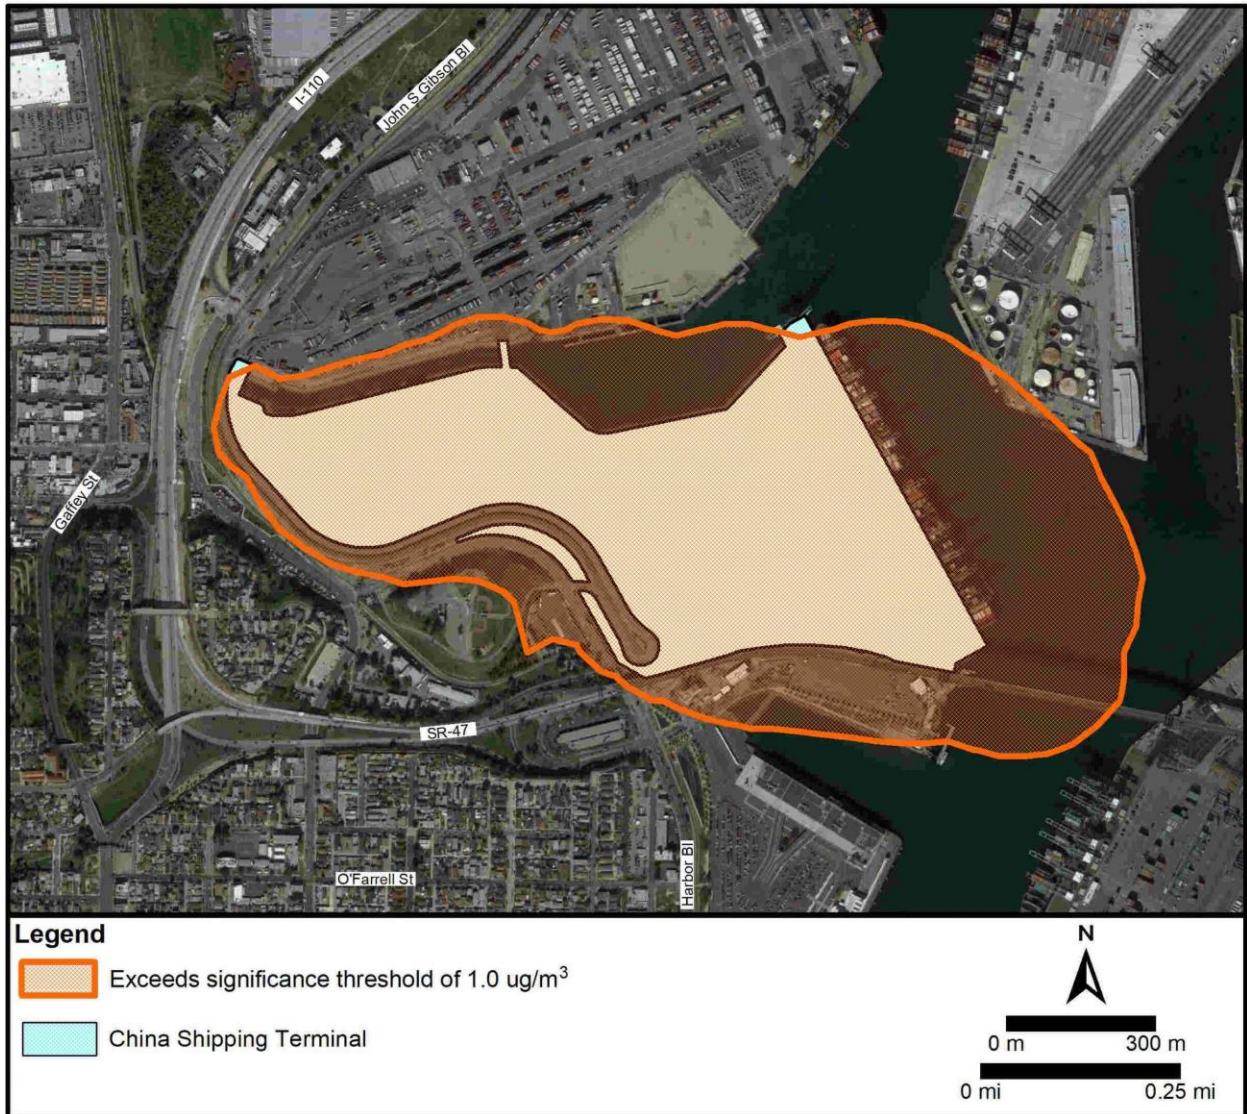 I-110
John S Gibson Bl
Gaffey St
SR-47
O'Farrell St
Harbor Bl
Legend
Exceeds significance threshold of 1.0 ug/m³
China Shipping Terminal
N
0 m 300 m
0 mi 0.25 mi